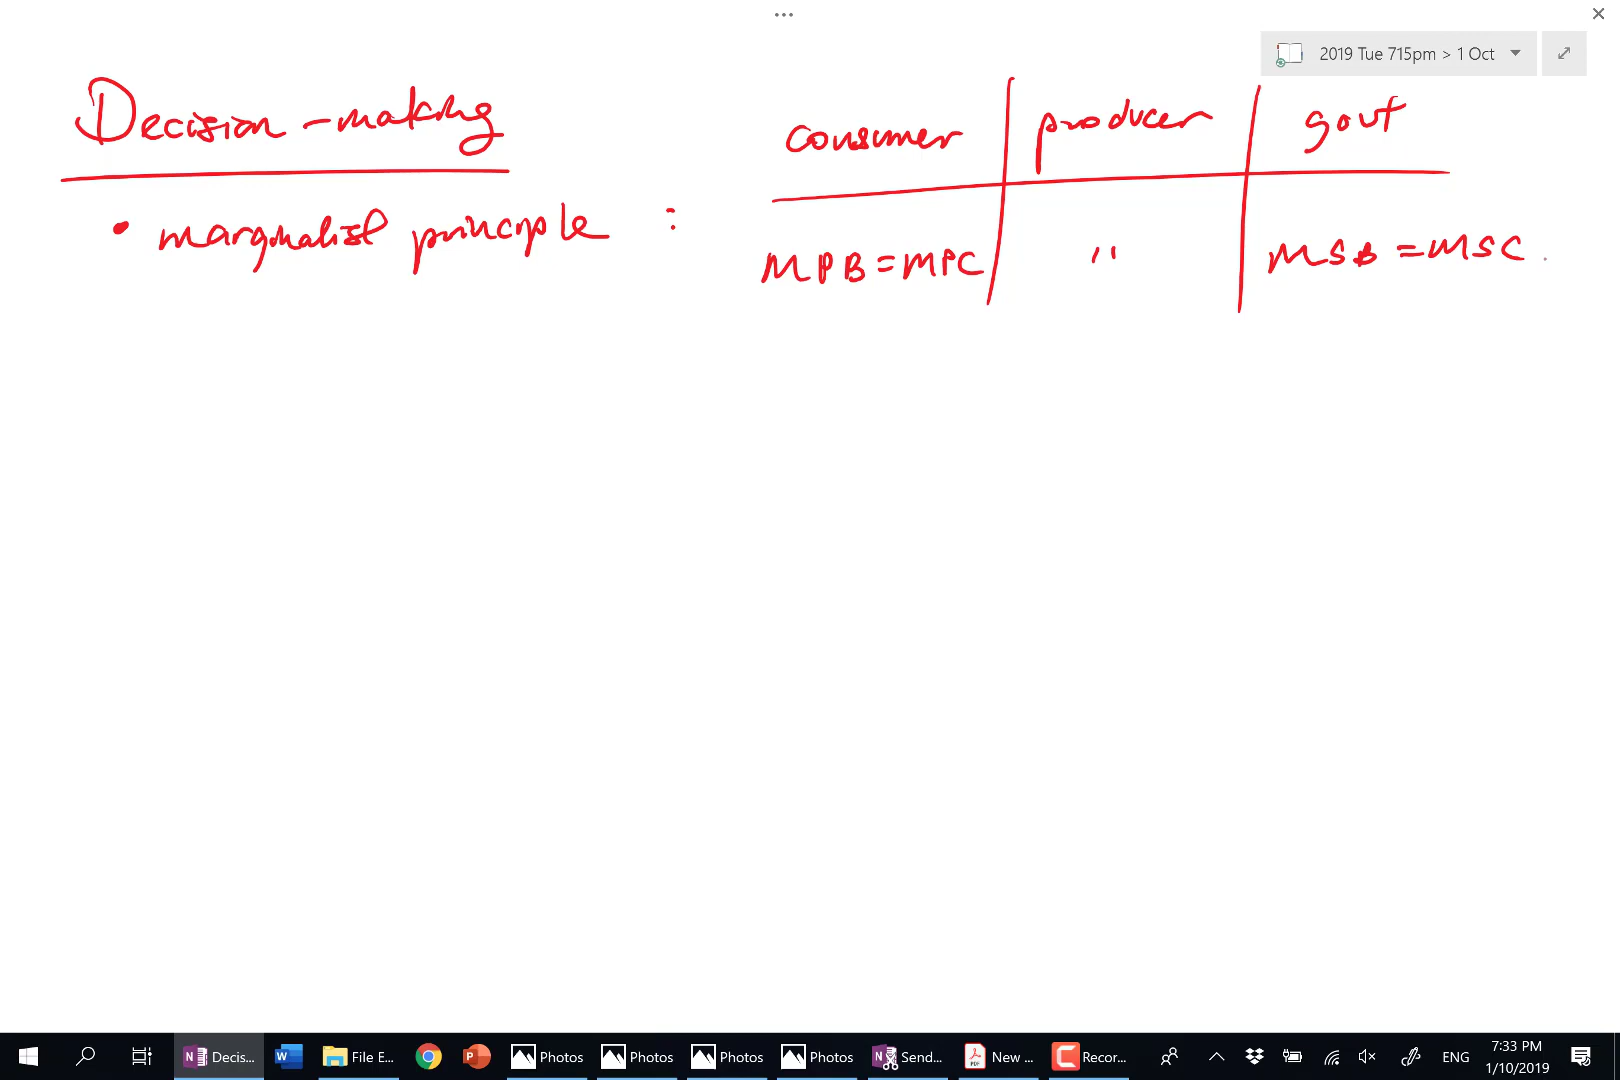 2019 Tue 715pm > 1 Oct
Decision-making
consumer producer govt
• marginalist principle :
MPB = MPC " MSB = MSC
Decis... File E... Photos Photos Photos Photos Send... New ... Recor... ENG 7:33 PM
1/10/2019